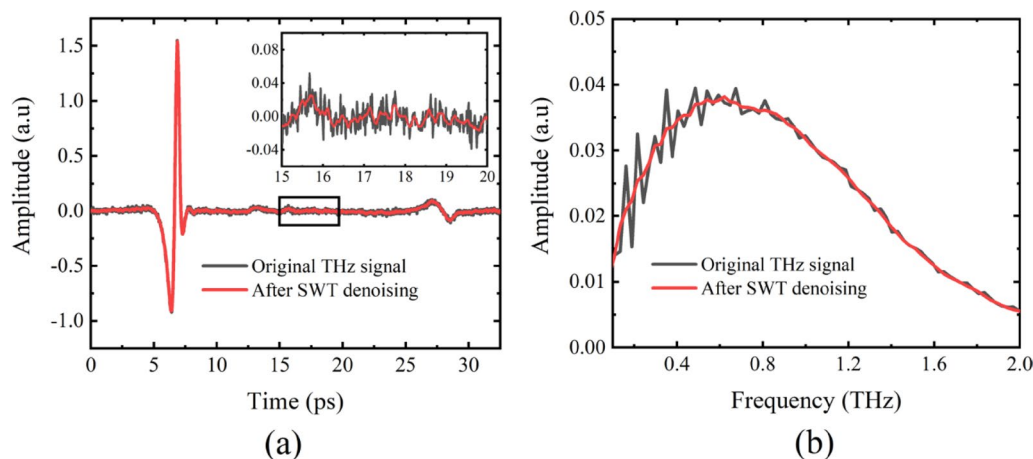 1.5
1.0
0.5
0.0
-0.5
-1.0
Amplitude (a.u)
0.08
0.04
0.00
-0.04
15 16 17 18 19 20
Original THz signal
After SWT denoising
0 5 10 15 20 25 30
Time (ps)
(a)
0.05
0.04
0.03
0.02
0.01
0.00
Amplitude (a.u)
Original THz signal
After SWT denoising
0.4 0.8 1.2 1.6 2.0
Frequency (THz)
(b)